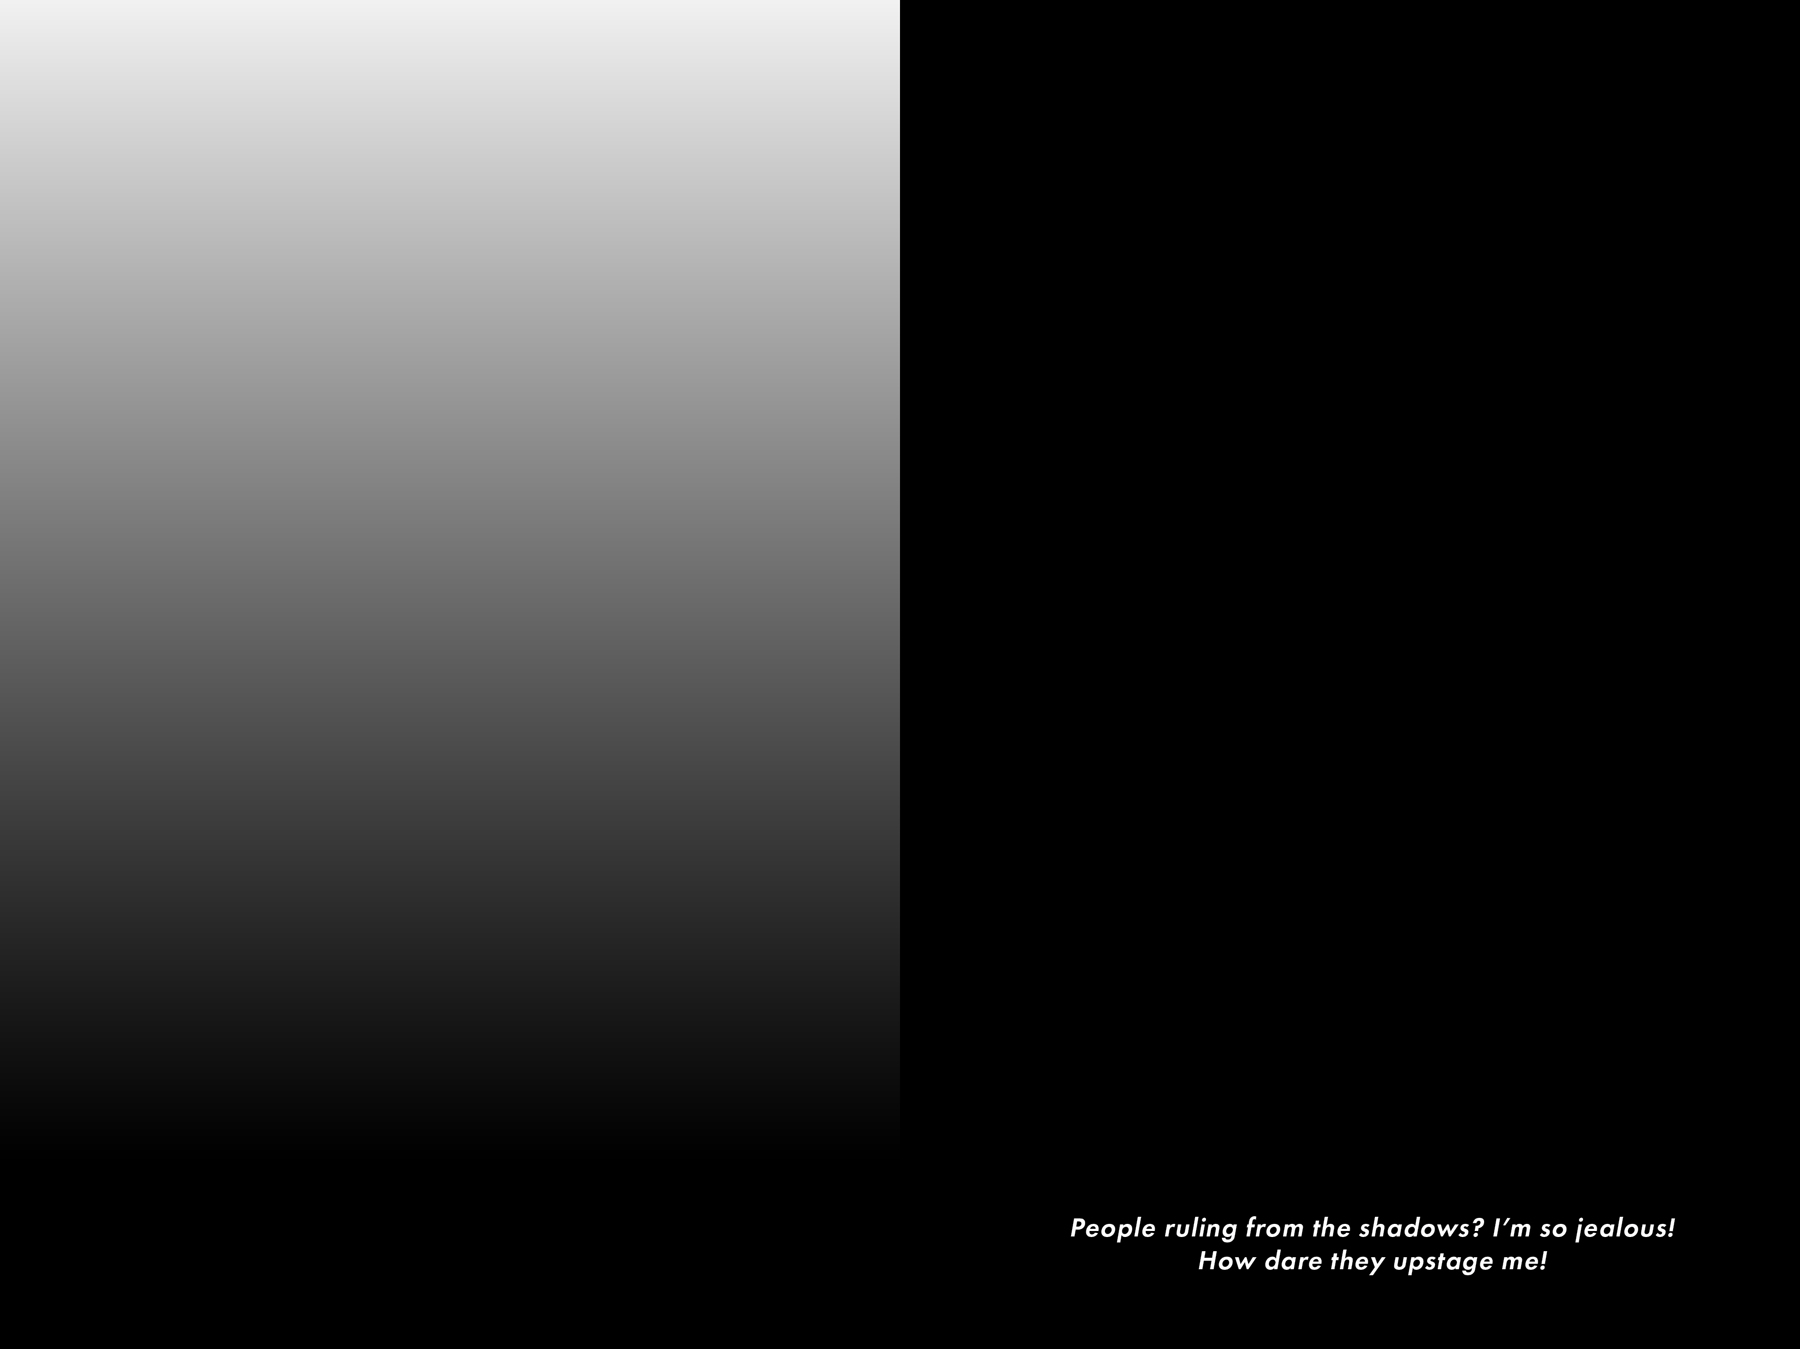 People ruling from the shadows? I’m so jealous!
How dare they upstage me!